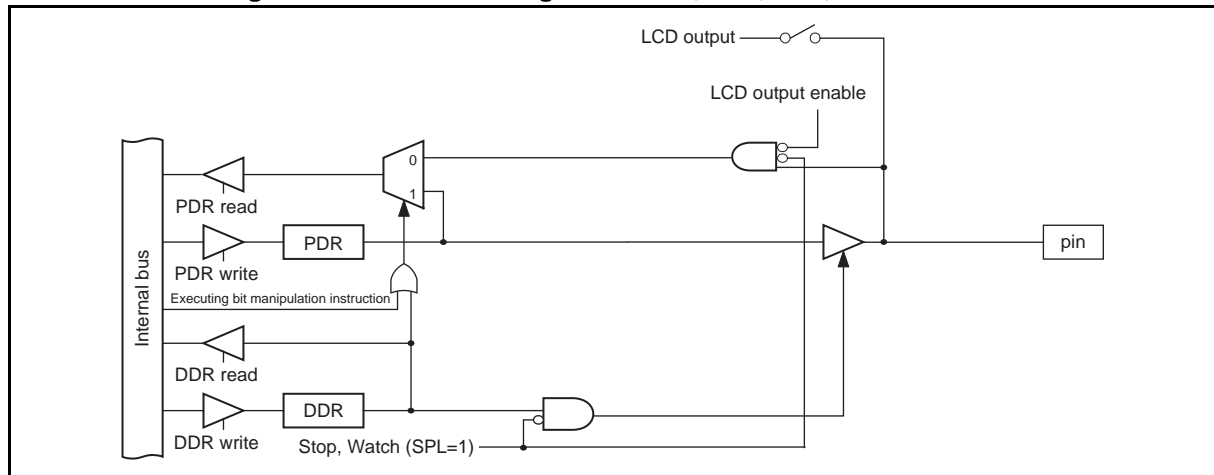 LCD output
LCD output enable
0
1
PDR read
PDR
pin
PDR write
Executing bit manipulation instruction
Internal bus
DDR read
DDR
DDR write
Stop, Watch (SPL=1)